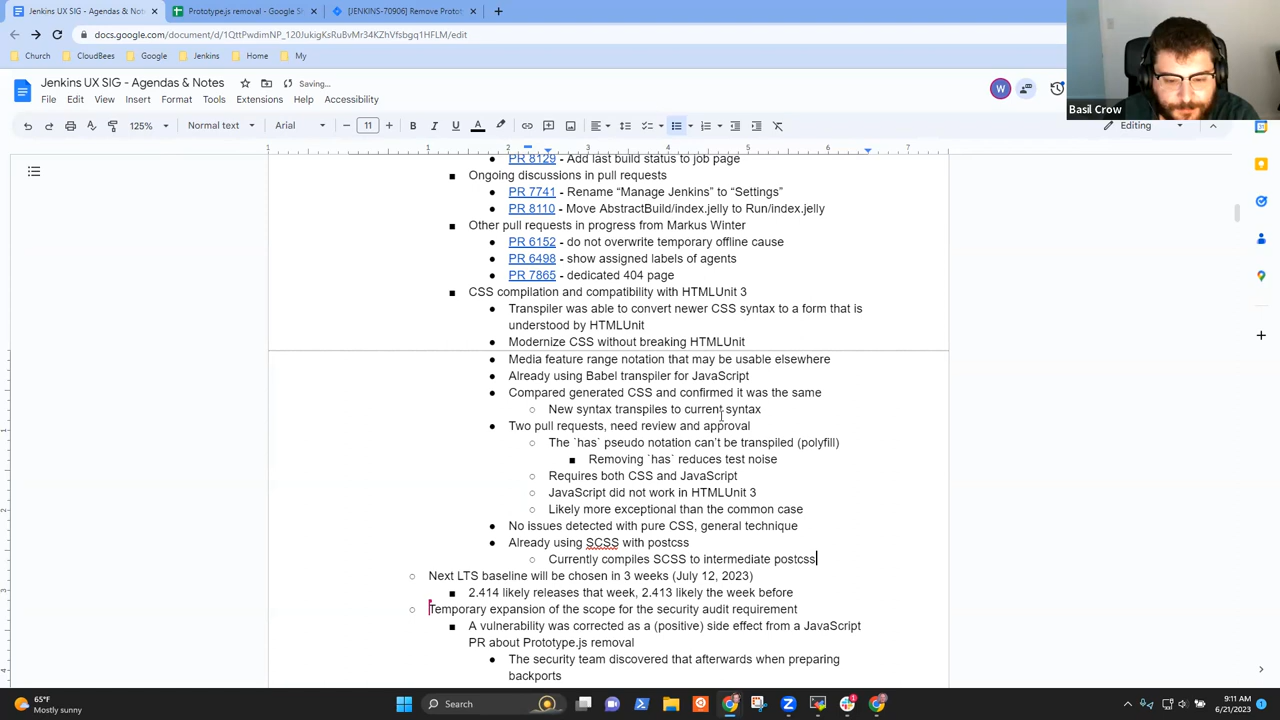 Jenkins UX SIG - Agendas & Notes
Prototype.js removal - Google S
[JENKINS-70906] Remove Protot
docs.google.com/document/d/1QttPwdimNP_120JukigKsRuBvMr34KZhVfsbgq1HFLM/edit
Church
CloudBees
Google
Jenkins
Home
My
Basil Crow
Jenkins UX SIG - Agendas & Notes
Saving...
File Edit View Insert Format Tools Extensions Accessibility
W
125%
Normal text
Arial
11
Editing
1 1 2 3 4 5 6 7
PR 8129 - Add last build status to job page
Ongoing discussions in pull requests
PR 7741 - Rename “Manage Jenkins” to “Settings”
PR 8110 - Move AbstractBuild/index.jelly to Run/index.jelly
Other pull requests in progress from Markus Winter
PR 6152 - do not overwrite temporary offline cause
PR 6498 - show assigned labels of agents
PR 7865 - dedicated 404 page
CSS compilation and compatibility with HTMLUnit 3
Transpiler was able to convert newer CSS syntax to a form that is
understood by HTMLUnit
Modernize CSS without breaking HTMLUnit
Media feature range notation that may be usable elsewhere
Already using Babel transpiler for JavaScript
Compared generated CSS and confirmed it was the same
New syntax transpiles to current syntax
Two pull requests, need review and approval
The `has` pseudo notation can’t be transpiled (polyfill)
Removing `has` reduces test noise
Requires both CSS and JavaScript
JavaScript did not work in HTMLUnit 3
Likely more exceptional than the common case
No issues detected with pure CSS, general technique
Already using SCSS with postcss
Currently compiles SCSS to intermediate postcss
Next LTS baseline will be chosen in 3 weeks (July 12, 2023)
2.414 likely releases that week, 2.413 likely the week before
Temporary expansion of the scope for the security audit requirement
A vulnerability was corrected as a (positive) side effect from a JavaScript
PR about Prototype.js removal
The security team discovered that afterwards when preparing
backports
65°F
Mostly sunny
Search
9:11 AM
6/21/2023